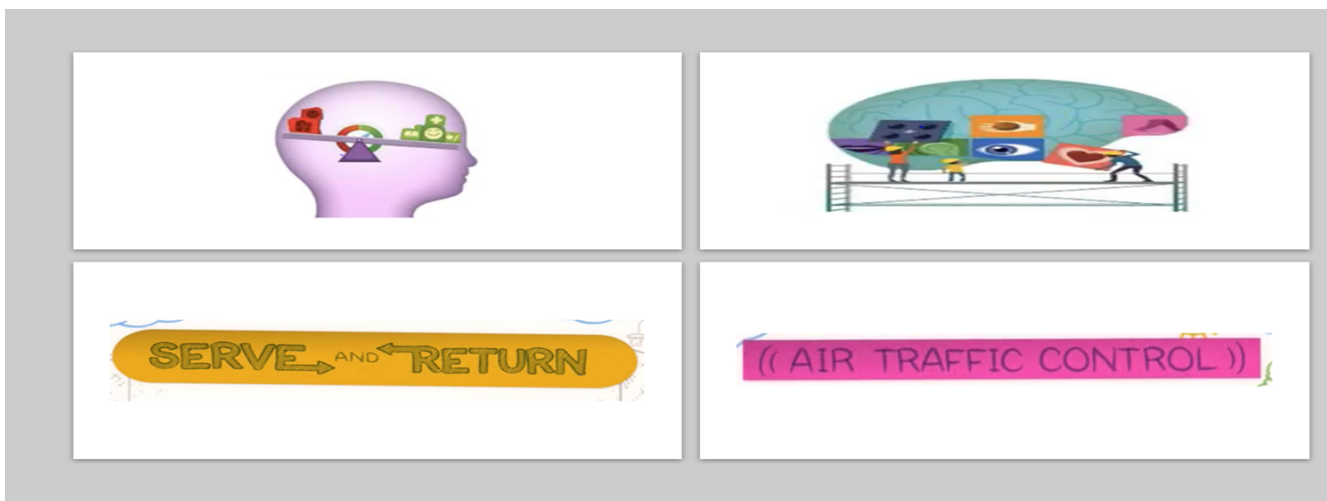 SERVE AND RETURN
(( AIR TRAFFIC CONTROL ))